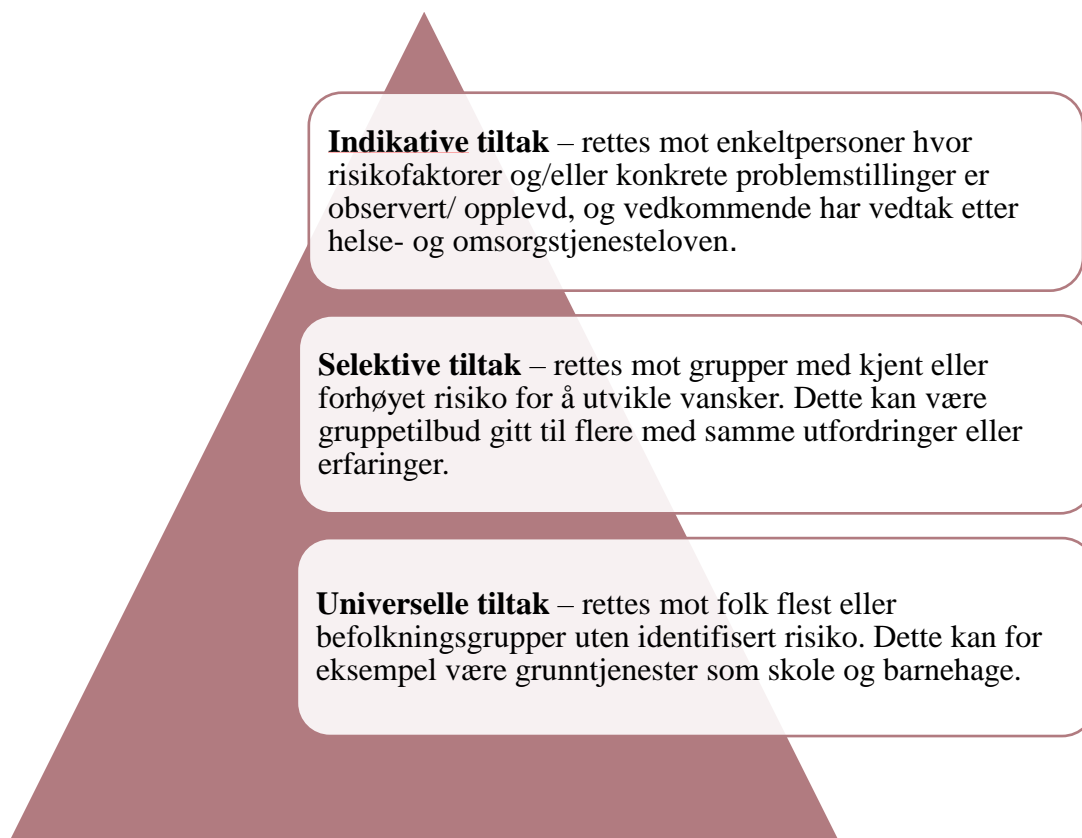 Indikative tiltak – rettes mot enkeltpersoner hvor
risikofaktorer og/eller konkrete problemstillinger er
observert/ opplevd, og vedkommende har vedtak etter
helse- og omsorgstjenesteloven.
Selektive tiltak – rettes mot grupper med kjent eller
forhøyet risiko for å utvikle vansker. Dette kan være
gruppetilbud gitt til flere med samme utfordringer eller
erfaringer.
Universelle tiltak – rettes mot folk flest eller
befolkningsgrupper uten identifisert risiko. Dette kan for
eksempel være grunntjenester som skole og barnehage.